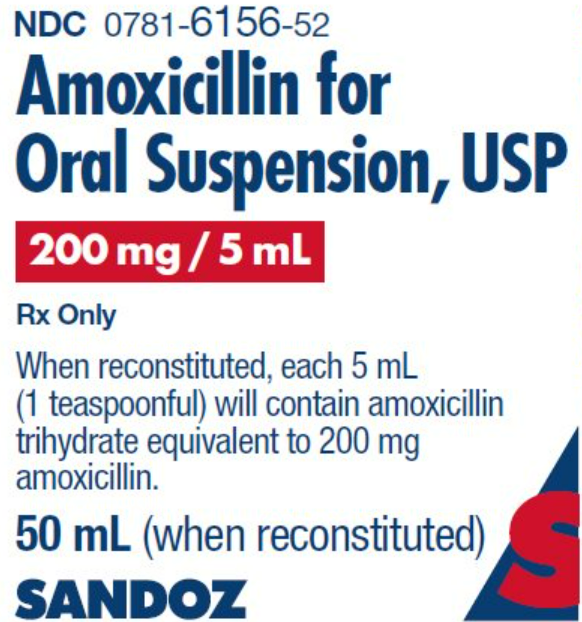 NDC 0781-6156-52
Amoxicillin for
Oral Suspension, USP
200 mg / 5 mL
Rx Only
When reconstituted, each 5 mL
(1 teaspoonful) will contain amoxicillin
trihydrate equivalent to 200 mg
amoxicillin.
50 mL (when reconstituted)
SANDOZ
S